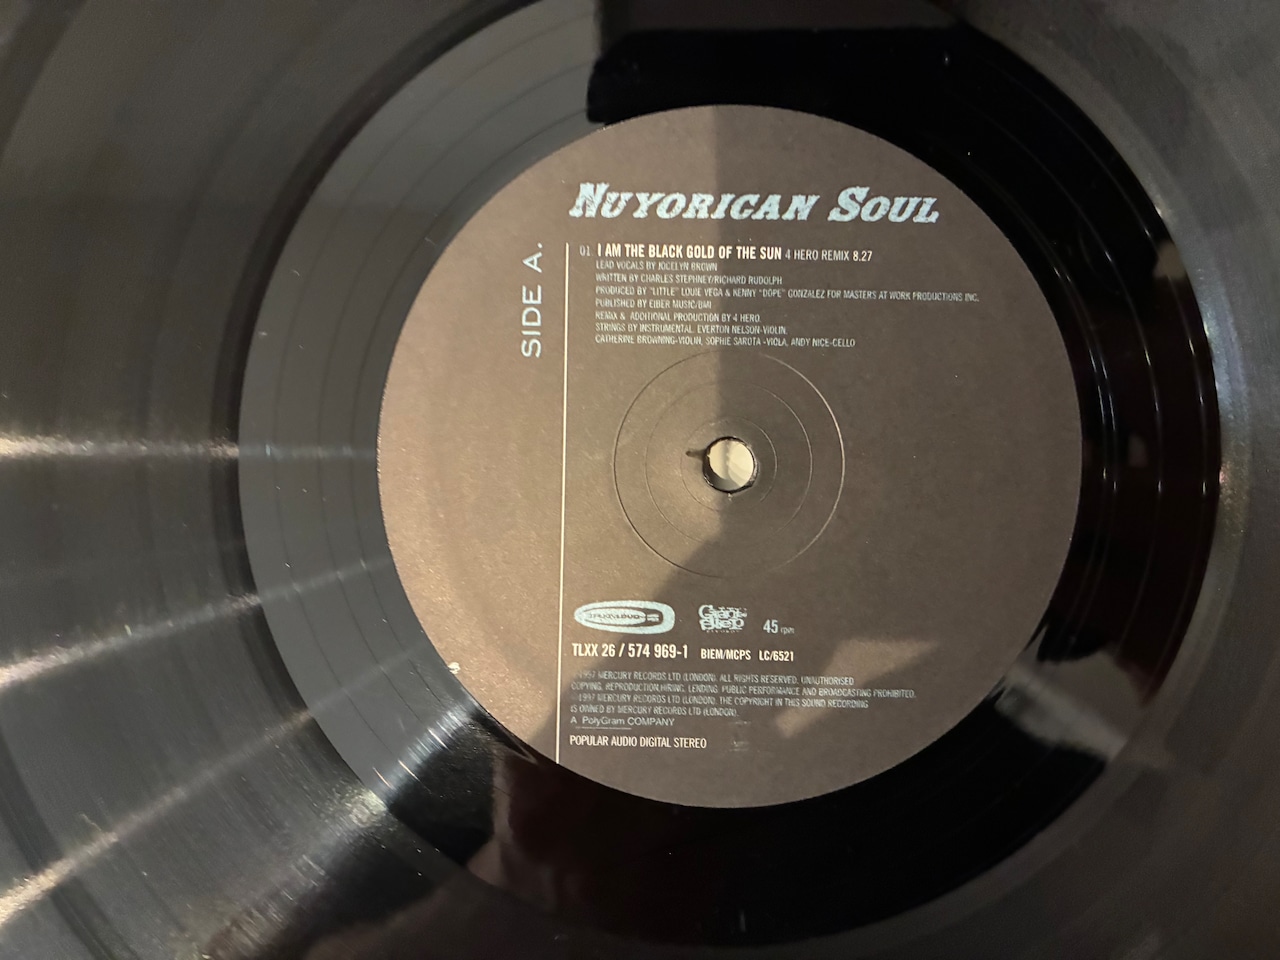 NUYORICAN SOUL
SIDE A.
01. I AM THE BLACK GOLD OF THE SUN 4 HERO REMIX 8.27
LEAD VOCALS BY JOCELYN BROWN
WRITTEN BY CHARLES STEPHNEY/RICHARD RUDOLPH
PRODUCED BY "LITTLE" LOUIE VEGA & KENNY "DOPE" GONZALEZ FOR MASTERS AT WORK PRODUCTIONS INC.
PUBLISHED BY EIBER MUSIC/BMI
REMIX & ADDITIONAL PRODUCTION BY 4 HERO.
STRINGS BY INSTRUMENTAL. EVERTON NELSON-VIOLIN.
CATHERINE BROWNING-VIOLIN, SOPHIE SAROTA -VIOLA, ANDY NICE-CELLO
Giant Step
45 rpm
TLXX 26 / 574 969-1 BIEM/MCPS LC/6521
1997 MERCURY RECORDS LTD (LONDON). ALL RIGHTS RESERVED. UNAUTHORISED
COPYING, REPRODUCTION,HIRING, LENDING, PUBLIC PERFORMANCE AND BROADCASTING PROHIBITED.
1997 MERCURY RECORDS LTD (LONDON). THE COPYRIGHT IN THIS SOUND RECORDING
IS OWNED BY MERCURY RECORDS LTD (LONDON).
A PolyGram COMPANY
POPULAR AUDIO DIGITAL STEREO